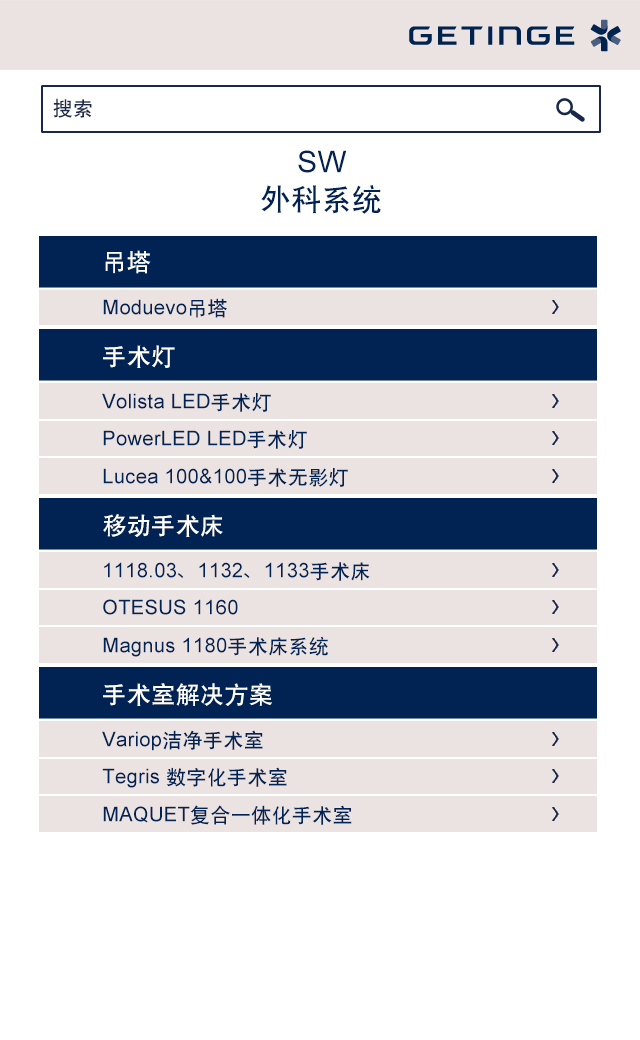 GETINGE
搜索
SW
外科系统
吊塔
Moduevo吊塔
手术灯
Volista LED手术灯
PowerLED LED手术灯
Lucea 100&100手术无影灯
移动手术床
1118.03、1132、1133手术床
OTESUS 1160
Magnus 1180手术床系统
手术室解决方案
Variop洁净手术室
Tegris 数字化手术室
MAQUET复合一体化手术室